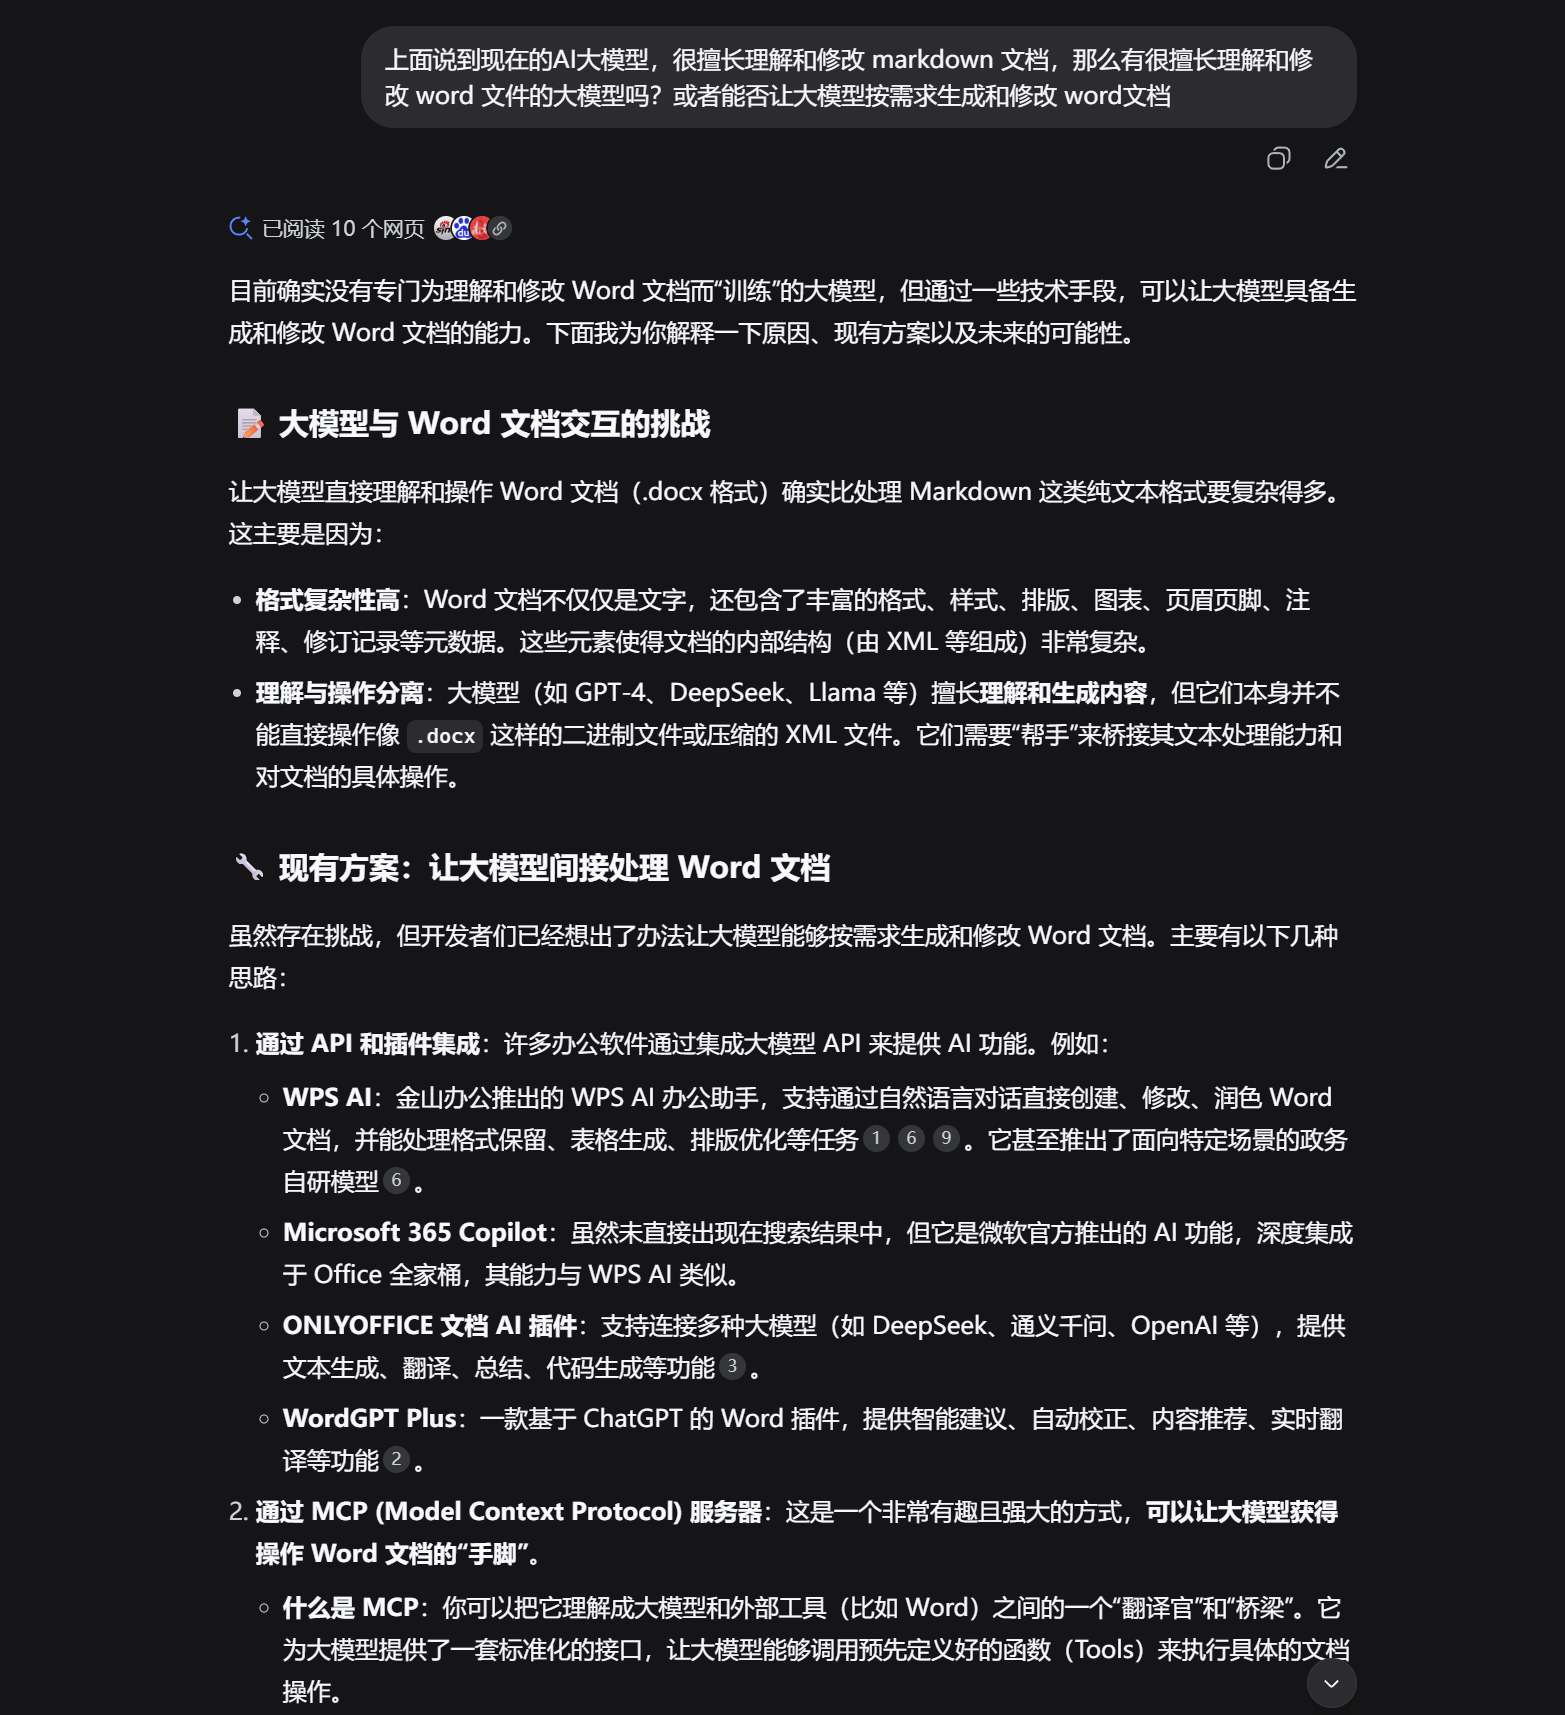 上面说到现在的AI大模型，很擅长理解和修改 markdown 文档，那么有很擅长理解和修
改 word 文件的大模型吗？或者能否让大模型按需求生成和修改 word文档
已阅读 10 个网页
目前确实没有专门为理解和修改 Word 文档而“训练”的大模型，但通过一些技术手段，可以让大模型具备生
成和修改 Word 文档的能力。下面我为你解释一下原因、现有方案以及未来的可能性。
📝 大模型与 Word 文档交互的挑战
让大模型直接理解和操作 Word 文档（.docx 格式）确实比处理 Markdown 这类纯文本格式要复杂得多。
这主要是因为：
• 格式复杂性高：Word 文档不仅仅是文字，还包含了丰富的格式、样式、排版、图表、页眉页脚、注
释、修订记录等元数据。这些元素使得文档的内部结构（由 XML 等组成）非常复杂。
• 理解与操作分离：大模型（如 GPT-4、DeepSeek、Llama 等）擅长理解和生成内容，但它们本身并不
能直接操作像 .docx 这样的二进制文件或压缩的 XML 文件。它们需要“帮手”来桥接其文本处理能力和
对文档的具体操作。
🔧 现有方案：让大模型间接处理 Word 文档
虽然存在挑战，但开发者们已经想出了办法让大模型能够按需求生成和修改 Word 文档。主要有以下几种
思路：
1. 通过 API 和插件集成：许多办公软件通过集成大模型 API 来提供 AI 功能。例如：
◦ WPS AI：金山办公推出的 WPS AI 办公助手，支持通过自然语言对话直接创建、修改、润色 Word
文档，并能处理格式保留、表格生成、排版优化等任务 1 6 9 。它甚至推出了面向特定场景的政务
自研模型 6 。
◦ Microsoft 365 Copilot：虽然未直接出现在搜索结果中，但它是微软官方推出的 AI 功能，深度集成
于 Office 全家桶，其能力与 WPS AI 类似。
◦ ONLYOFFICE 文档 AI 插件：支持连接多种大模型（如 DeepSeek、通义千问、OpenAI 等），提供
文本生成、翻译、总结、代码生成等功能 3 。
◦ WordGPT Plus：一款基于 ChatGPT 的 Word 插件，提供智能建议、自动校正、内容推荐、实时翻
译等功能 2 。
2. 通过 MCP (Model Context Protocol) 服务器：这是一个非常有趣且强大的方式，可以让大模型获得
操作 Word 文档的“手脚”。
◦ 什么是 MCP：你可以把它理解成大模型和外部工具（比如 Word）之间的一个“翻译官”和“桥梁”。它
为大模型提供了一套标准化的接口，让大模型能够调用预先定义好的函数（Tools）来执行具体的文档
操作。